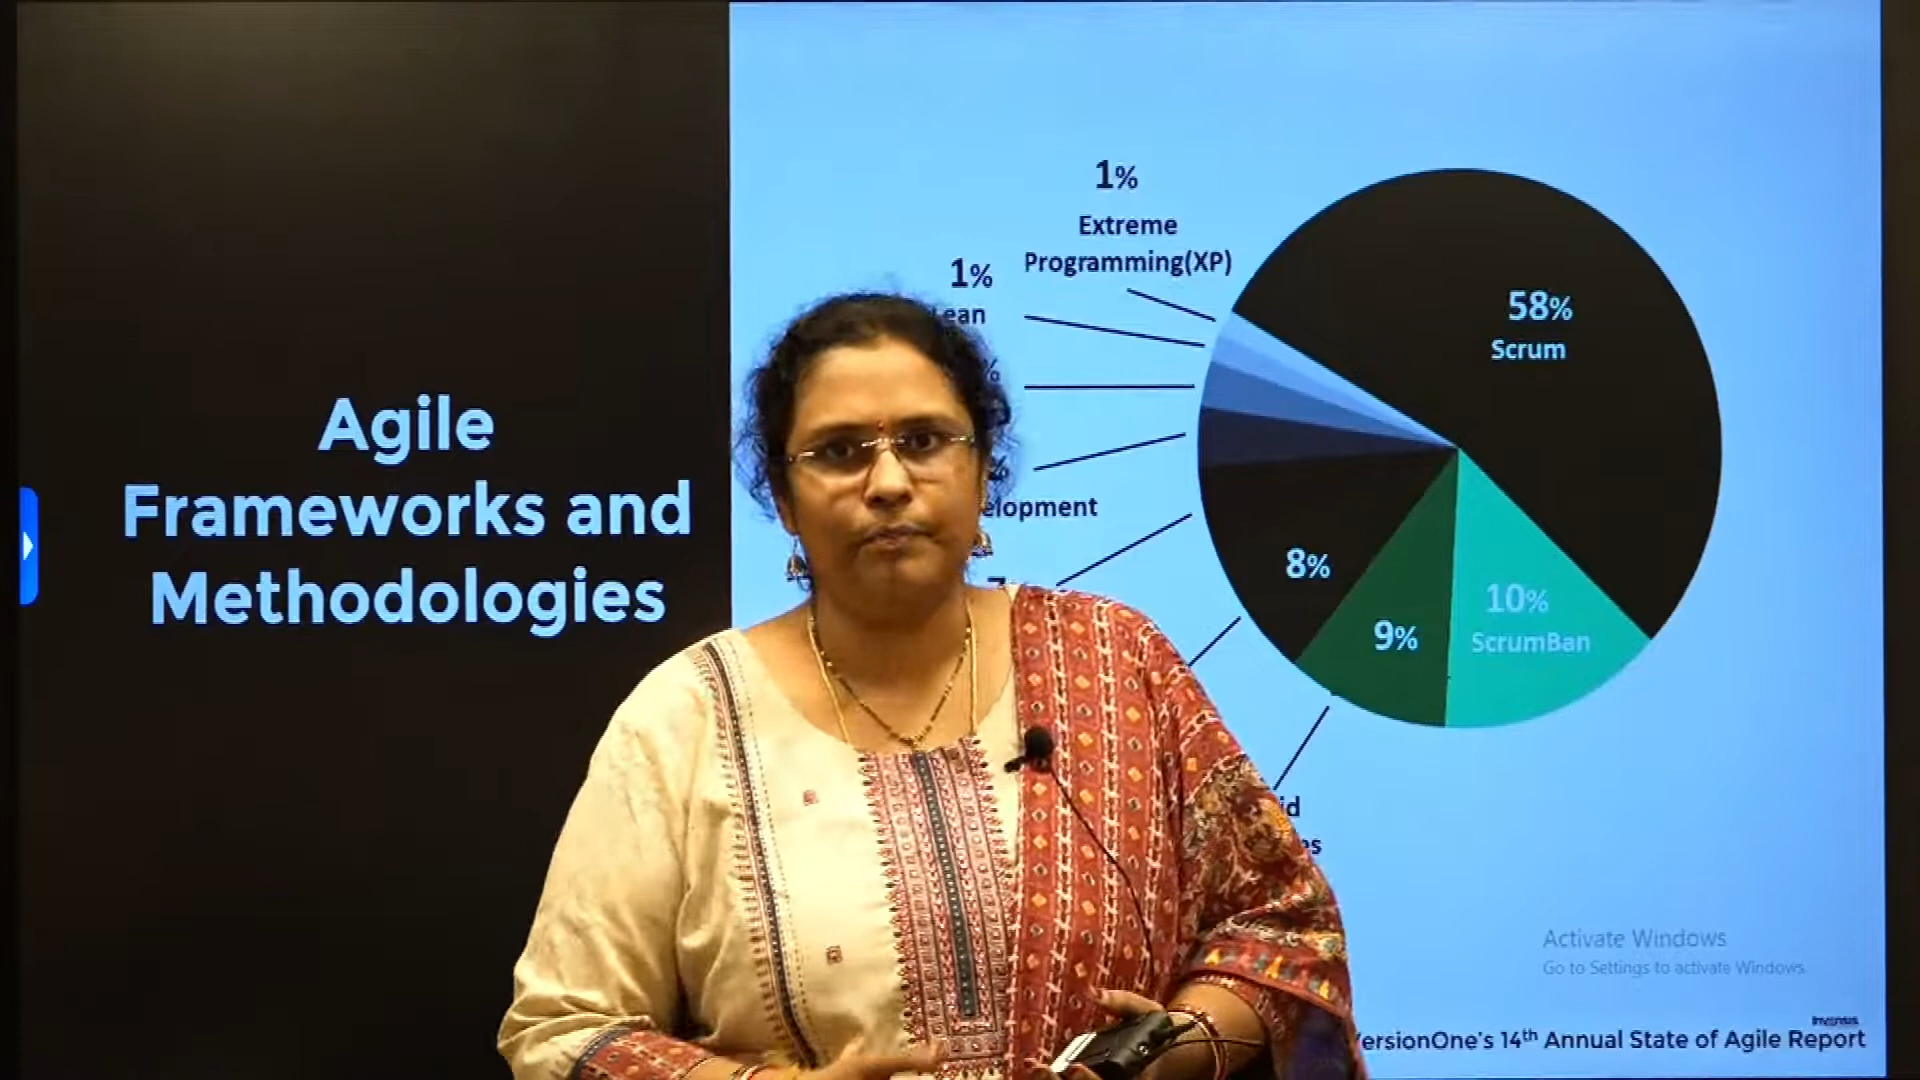 Agile
Frameworks and
Methodologies
1%
Extreme
Programming(XP)
1%
58%
Scrum
8%
9%
10%
ScrumBan
Activate Windows
Go to Settings to activate Windows.
14th Annual State of Agile Report